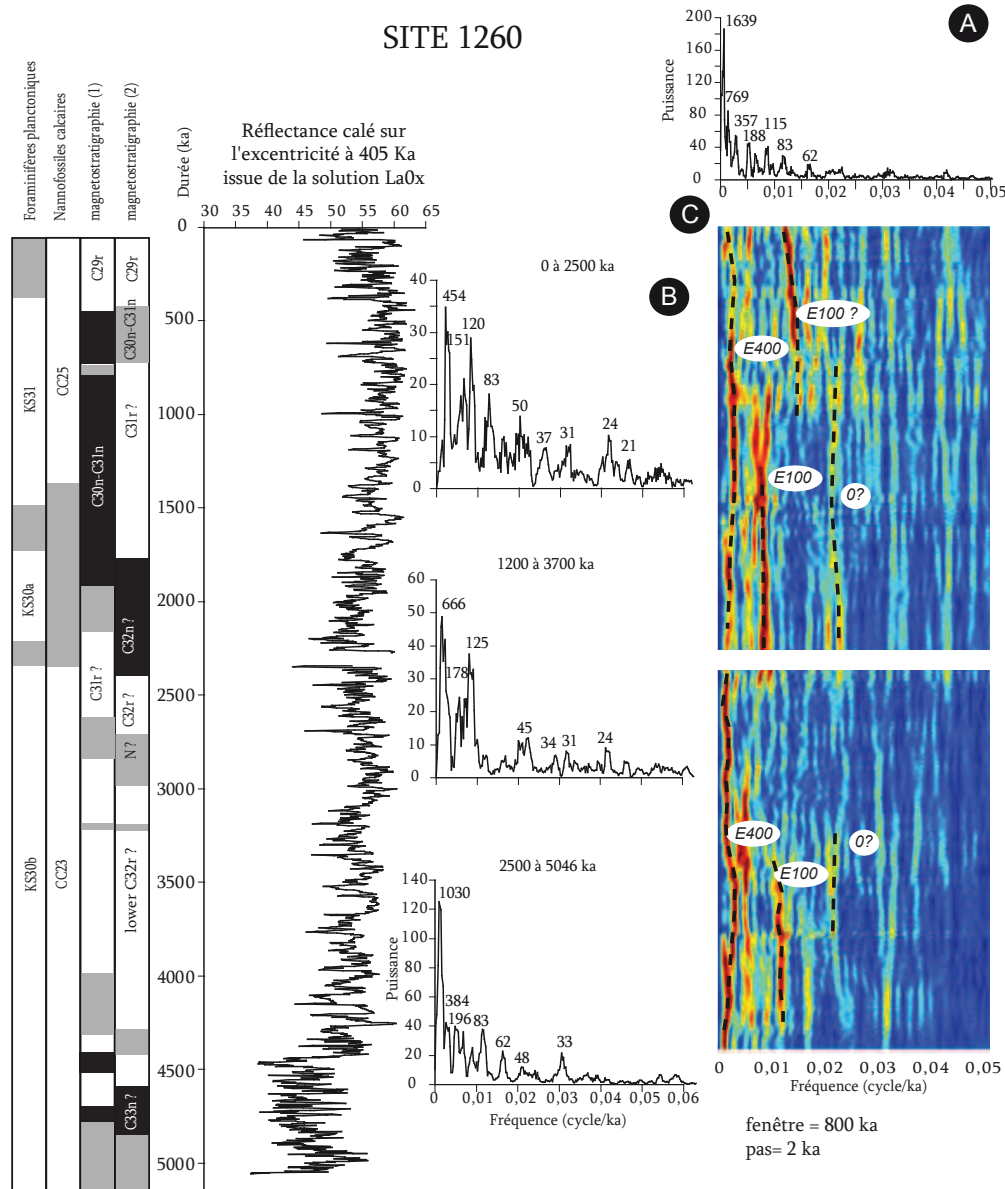 SITE 1260
A
Puissance
200
160
120
80
40
0
1639
769
357
188
115
83
62
0
0,01
0,02
0,03
0,04
0,05
Foraminifères planctoniques
Nannofossiles calcaires
magnetostratigraphie (1)
magnetostratigraphie (2)
Durée (ka)
Réflectance calé sur
l'excentricité à 405 Ka
issue de la solution La0x
30 35 40 45 50 55 60 65
0
500
1000
1500
2000
2500
3000
3500
4000
4500
5000
KS31
KS30a
KS30b
CC25
CC23
C29r
C30n-C31n
C31r ?
C29r
C30n-C31n
C31r ?
C32n ?
C32r ?
N ?
lower C32r ?
C33n ?
B
0 à 2500 ka
40
30
20
10
0
454
151
120
83
50
37
31
24
21
1200 à 3700 ka
60
50
40
30
20
10
0
666
178
125
45
34
31
24
2500 à 5046 ka
Puissance
140
120
100
80
60
40
20
0
1030
384
196
83
62
48
33
0 0,01 0,02 0,03 0,04 0,05 0,06
Fréquence (cycle/ka)
C
E100 ?
E400
E100
0?
E400
0?
E100
0 0,01 0,02 0,03 0,04 0,05
Fréquence (cycle/ka)
fenêtre = 800 ka
pas= 2 ka